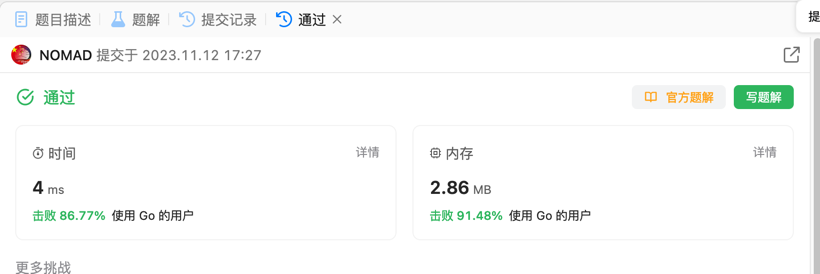 题目描述 题解 提交记录 通过 提
NOMAD 提交于 2023.11.12 17:27
通过 官方题解 写题解
时间 详情 内存 详情
4 ms 2.86 MB
击败 86.77% 使用 Go 的用户 击败 91.48% 使用 Go 的用户
更多挑战